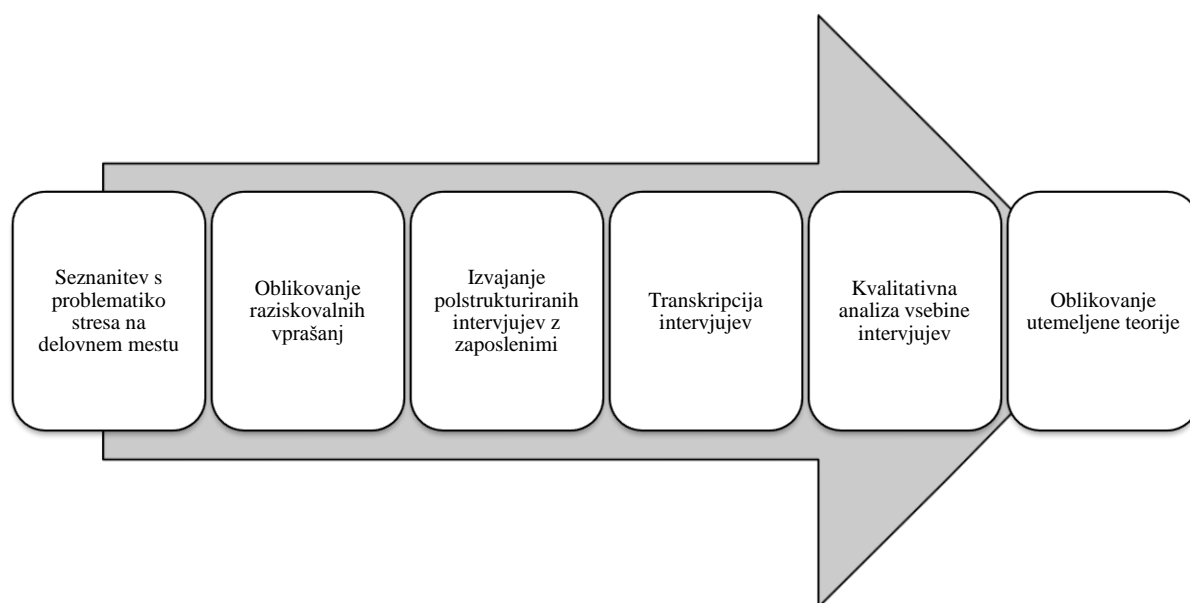 Seznanitev s
problematiko
stresa na
delovnem mestu
Oblikovanje
raziskovalnih
vprašanj
Izvajanje
polstrukturiranih
intervjujev z
zaposlenimi
Transkripcija
intervjujev
Kvalitativna
analiza vsebine
intervjujev
Oblikovanje
utemeljene teorije